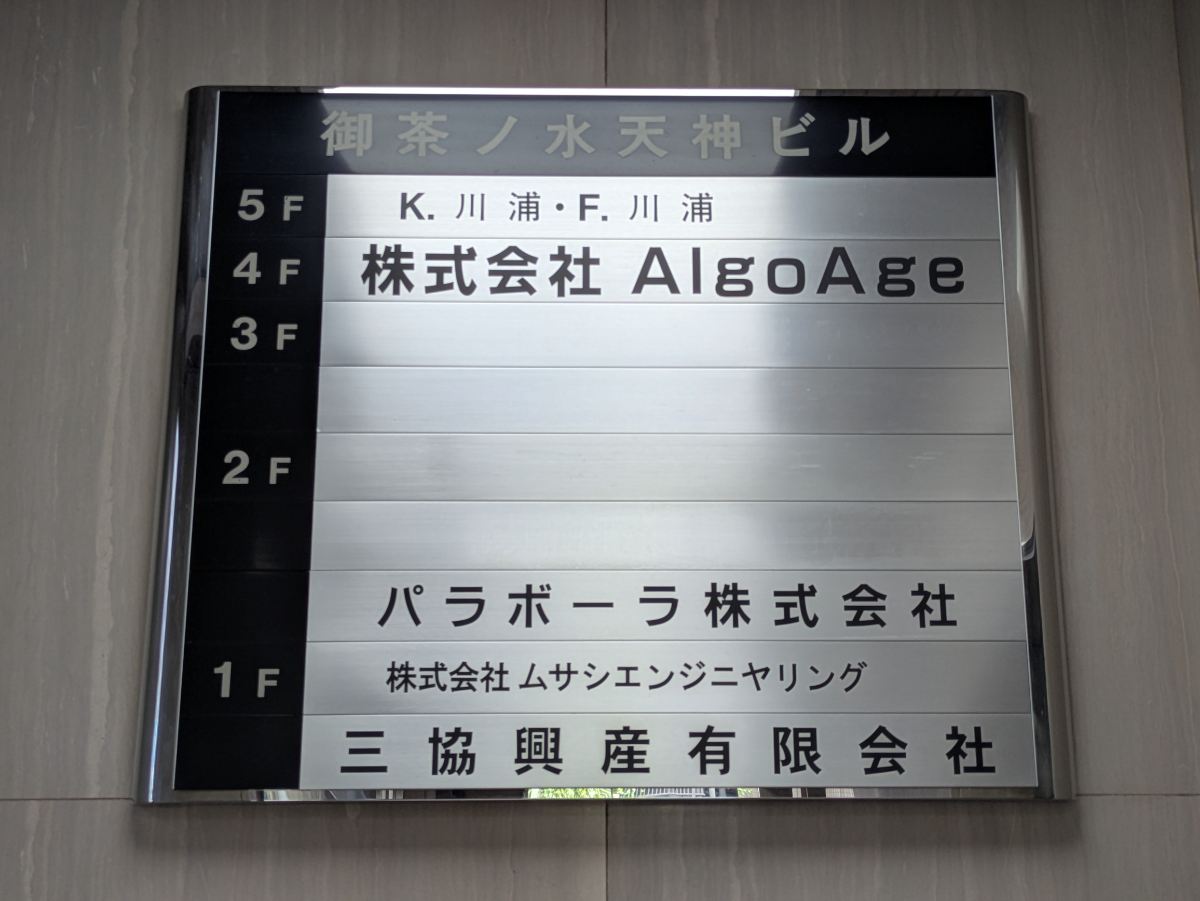 御茶ノ水天神ビル
5F K. 川浦・F. 川浦
4F 株式会社 AlgoAge
3F
2F
パラボーラ株式会社
1F 株式会社 ムサシエンジニヤリング
三協興産有限会社